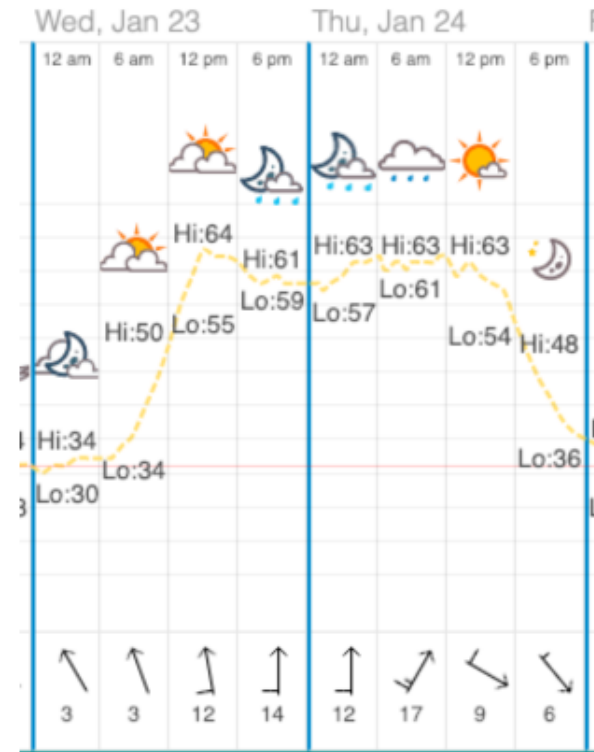 Wed, Jan 23 Thu, Jan 24
12 am 6 am 12 pm 6 pm 12 am 6 am 12 pm 6 pm
Hi:64 Hi:61 Hi:63 Hi:63 Hi:63
Lo:59 Lo:61
Lo:57
Hi:50 Lo:55 Lo:54 Hi:48
Hi:34
Lo:34 Lo:36
Lo:30
3 3 12 14 12 17 9 6